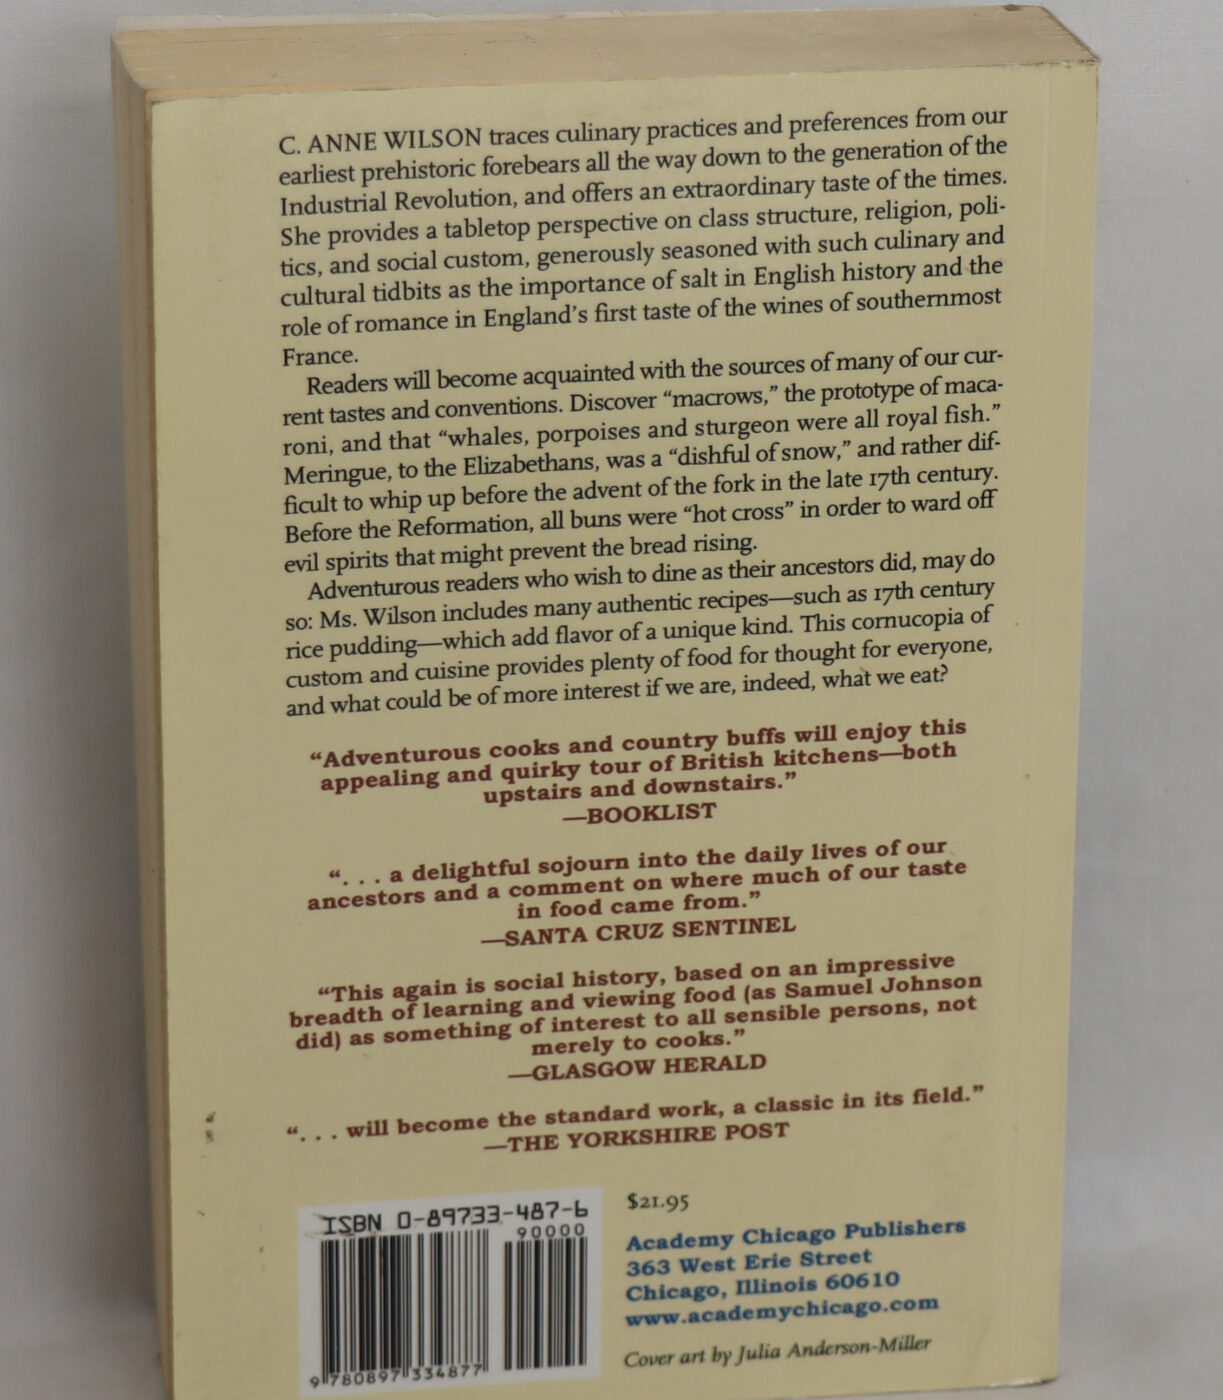 C. ANNE WILSON traces culinary practices and preferences from our
earliest prehistoric forebears all the way down to the generation of the
Industrial Revolution, and offers an extraordinary taste of the times.
She provides a tabletop perspective on class structure, religion, poli-
tics, and social custom, generously seasoned with such culinary and
cultural tidbits as the importance of salt in English history and the
role of romance in England's first taste of the wines of southernmost
France.
Readers will become acquainted with the sources of many of our cur-
rent tastes and conventions. Discover “macrows,” the prototype of maca-
roni, and that “whales, porpoises and sturgeon were all royal fish.”
Meringue, to the Elizabethans, was a “dishful of snow,” and rather dif-
ficult to whip up before the advent of the fork in the late 17th century.
Before the Reformation, all buns were “hot cross” in order to ward off
evil spirits that might prevent the bread rising.
Adventurous readers who wish to dine as their ancestors did, may do
so: Ms. Wilson includes many authentic recipes—such as 17th century
rice pudding—which add flavor of a unique kind. This cornucopia of
custom and cuisine provides plenty of food for thought for everyone,
and what could be of more interest if we are, indeed, what we eat?
“Adventurous cooks and country buffs will enjoy this
appealing and quirky tour of British kitchens—both
upstairs and downstairs.”
—BOOKLIST
“. . . a delightful sojourn into the daily lives of our
ancestors and a comment on where much of our taste
in food came from.”
—SANTA CRUZ SENTINEL
“This again is social history, based on an impressive
breadth of learning and viewing food (as Samuel Johnson
did) as something of interest to all sensible persons, not
merely to cooks.”
—GLASGOW HERALD
“. . . will become the standard work, a classic in its field.”
—THE YORKSHIRE POST
ISBN 0-89733-487-6
90000
9 780897 334877
$21.95
Academy Chicago Publishers
363 West Erie Street
Chicago, Illinois 60610
www.academychicago.com
Cover art by Julia Anderson-Miller